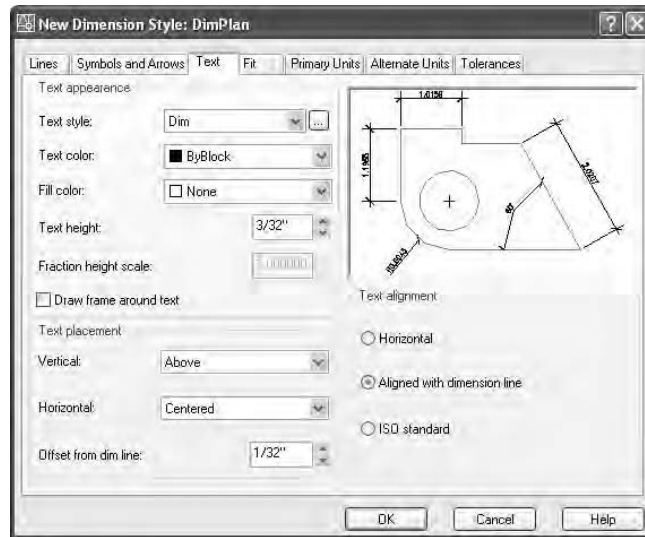 New Dimension Style: DimPlan
Lines Symbols and Arrows Text Fit Primary Units Alternate Units Tolerances
Text appearance
Text style: Dim ...
Text color: ByBlock
Fill color: None
Text height: 3/32"
Fraction height scale:
Draw frame around text
Text placement
Vertical: Above
Horizontal: Centered
Offset from dim line: 1/32"
1.0159
1.1955
2.0207
60°
Text alignment
Horizontal
Aligned with dimension line
ISO standard
OK Cancel Help